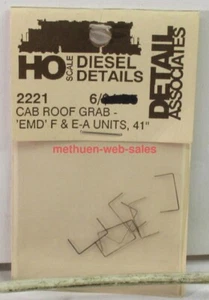 HO SCALE DIESEL DETAILS
DETAIL ASSOCIATES
2221 6/
CAB ROOF GRAB -
'EMD' F & E-A UNITS, 41"
methuen-web-sales